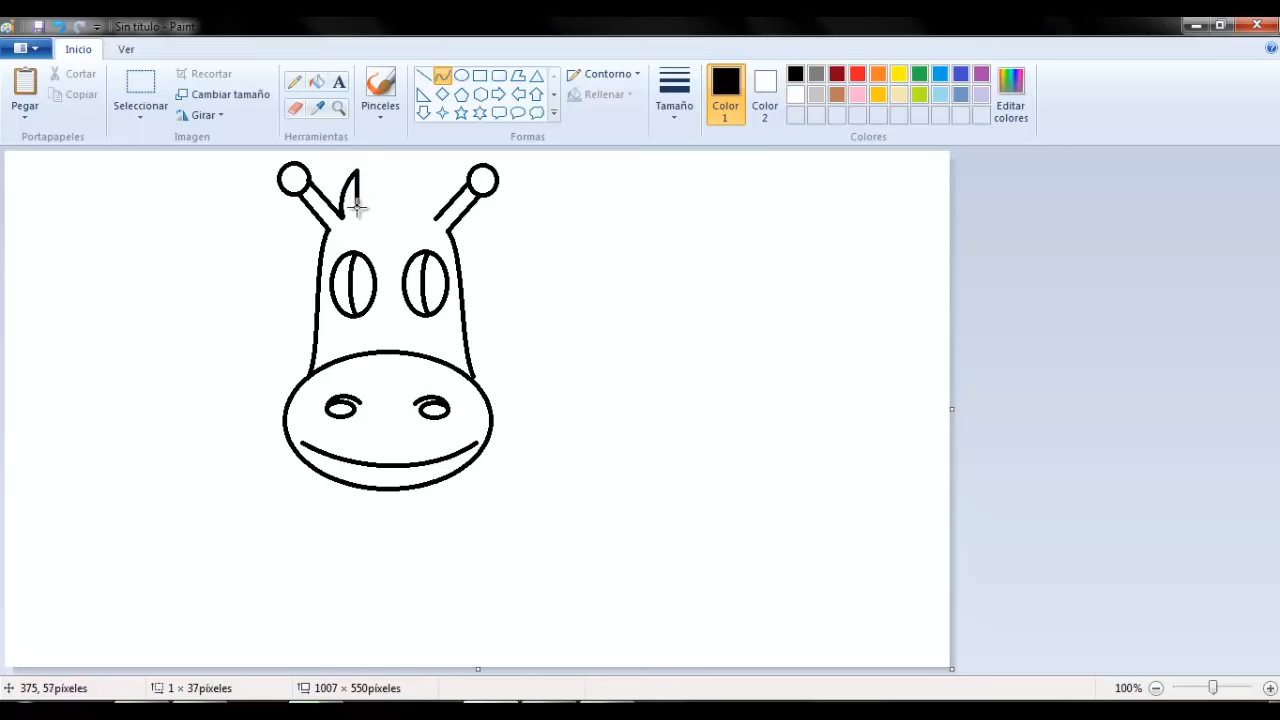 Sin título - Paint
Inicio Ver
Pegar
Cortar
Copiar
Portapapeles
Seleccionar
Recortar
Cambiar tamaño
Girar
Imagen
A
Herramientas
Pinceles
Contorno
Rellenar
Formas
Tamaño
Color 1
Color 2
Editar colores
Colores
375, 57píxeles 1 × 37píxeles 1007 × 550píxeles 100%